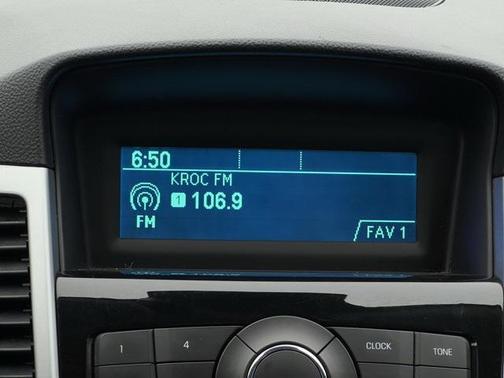 6:50
KROC FM
1 106.9
FM
FAV 1
1 4 CLOCK TONE